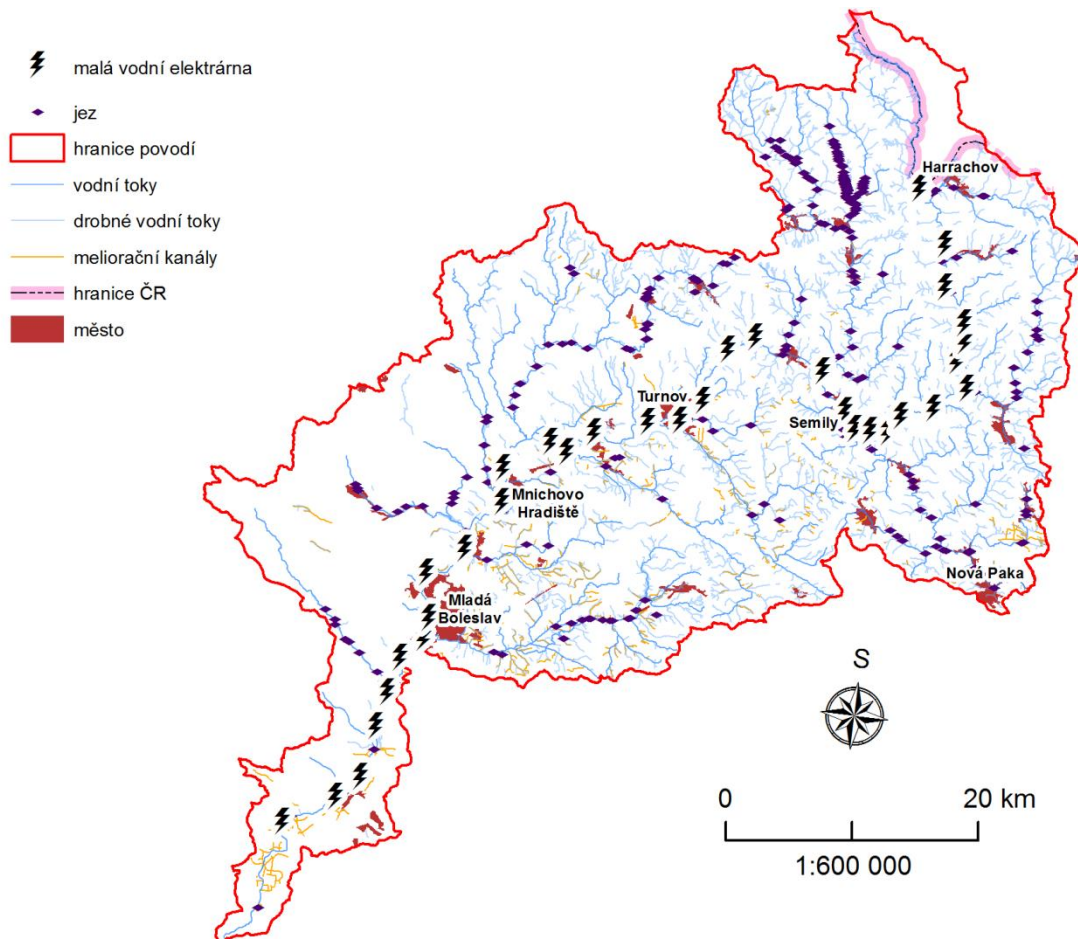 malá vodní elektrárna
jez
hranice povodí
vodní toky
drobné vodní toky
meliorační kanály
hranice ČR
město
Harrachov
Turnov
Semily
Mnichovo
Hradiště
Nová Paka
Mladá
Boleslav
S
0 20 km
1:600 000